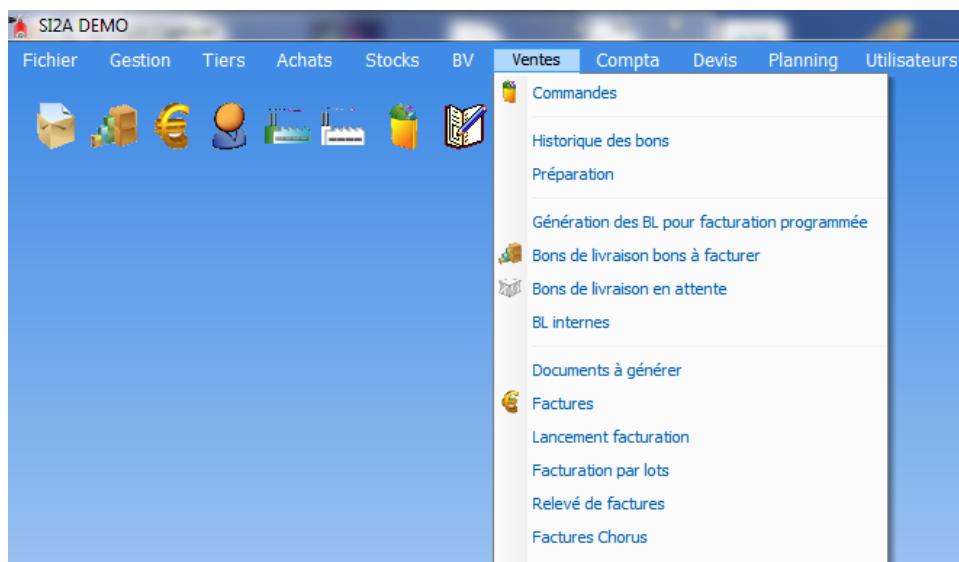 SI2A DEMO
Fichier Gestion Tiers Achats Stocks BV Ventes Compta Devis Planning Utilisateurs
Commandes
Historique des bons
Préparation
Génération des BL pour facturation programmée
Bons de livraison bons à facturer
Bons de livraison en attente
BL internes
Documents à générer
Factures
Lancement facturation
Facturation par lots
Relevé de factures
Factures Chorus